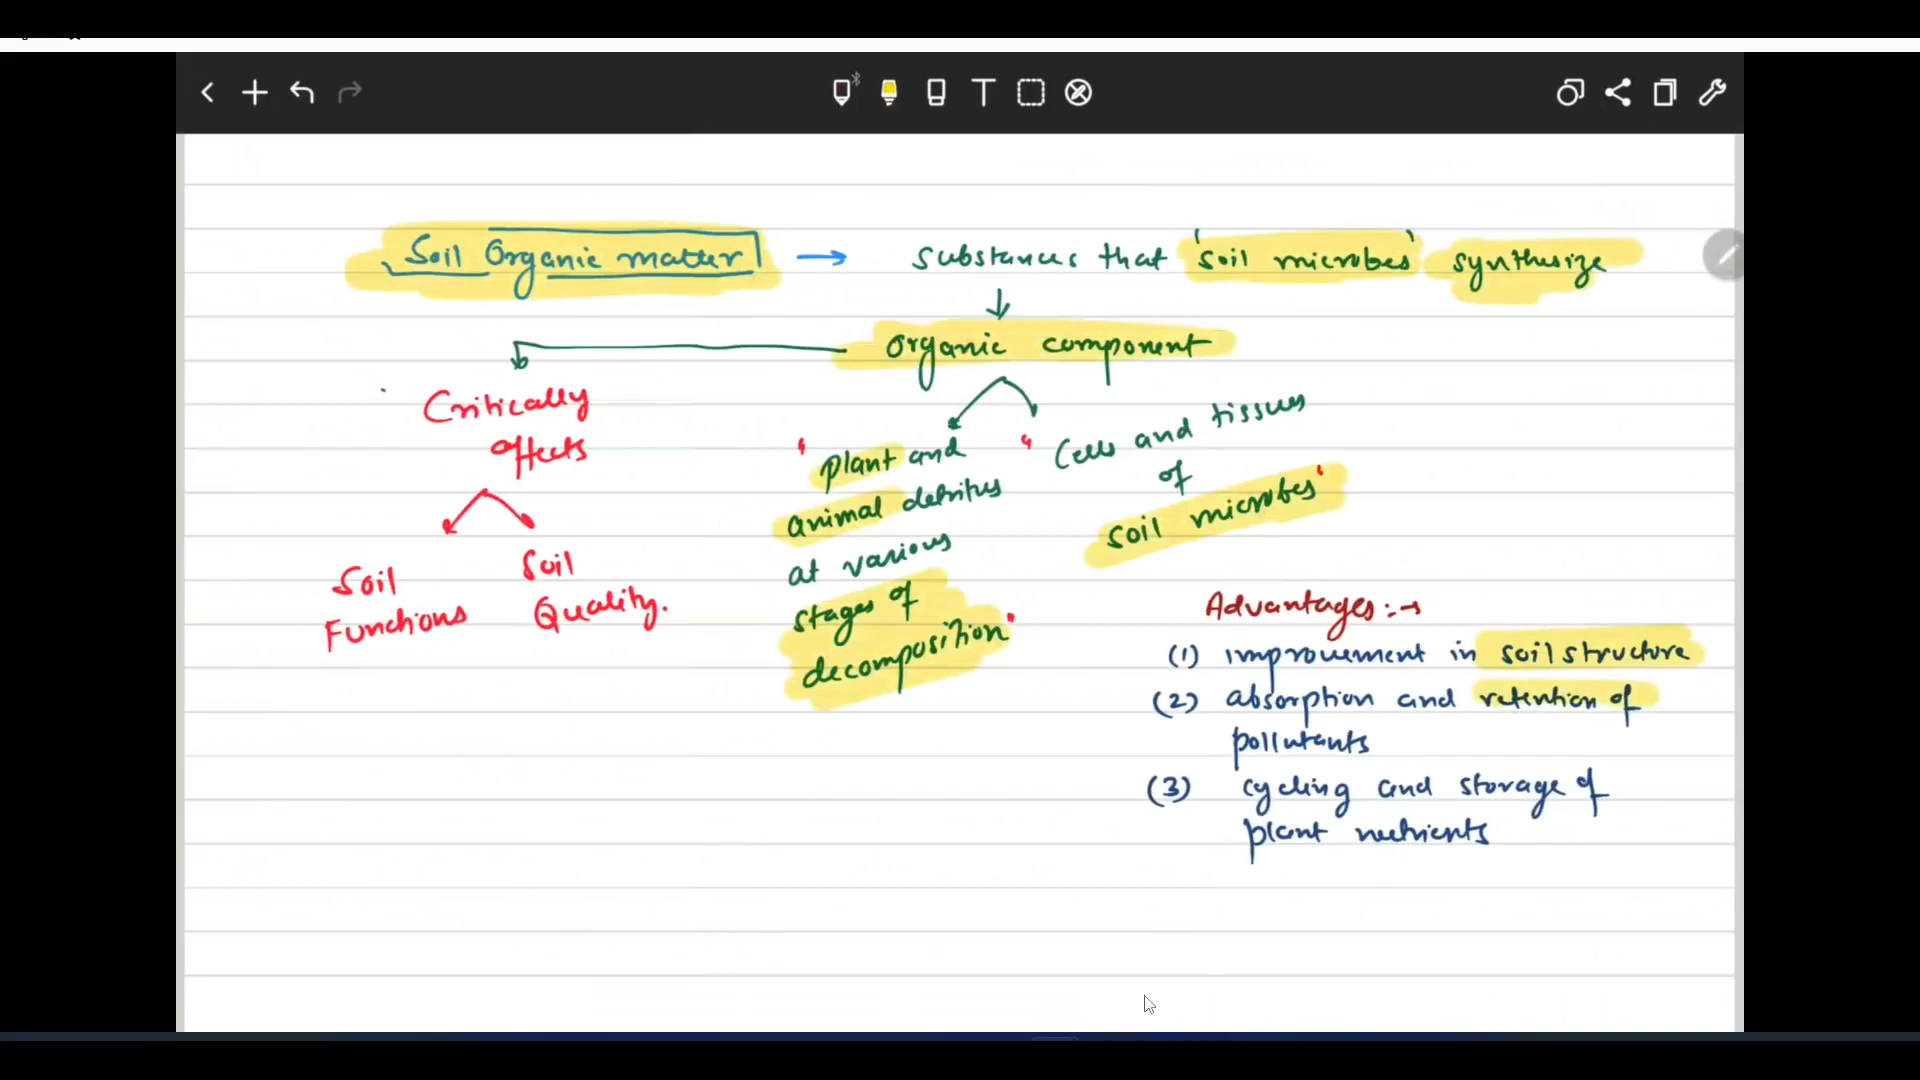 Soil Organic matter → substances that 'soil microbes' synthesize
organic component
Critically
effects
Soil
Functions
Soil
Quality.
"plant and
animal detritus
at various
stages of
decomposition"
"Cells and tissues
of
soil microbes"
Advantages:→
(1) improvement in soil structure
(2) absorption and retention of
pollutants
(3) cycling and storage of
plant nutrients